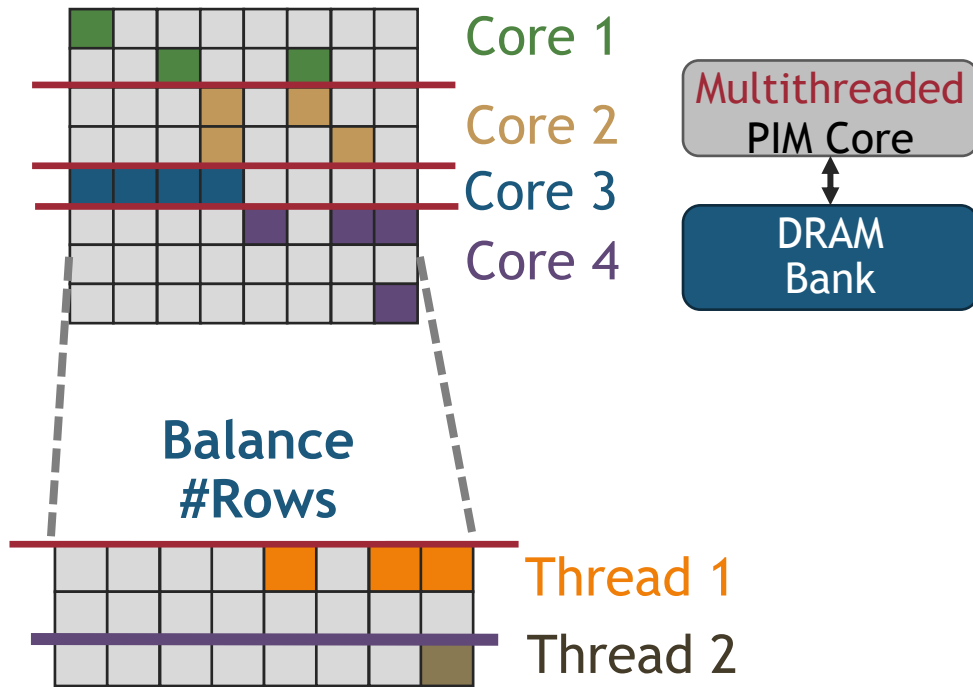 Core 1
Core 2
Core 3
Core 4
Multithreaded
PIM Core
DRAM
Bank
Balance
#Rows
Thread 1
Thread 2